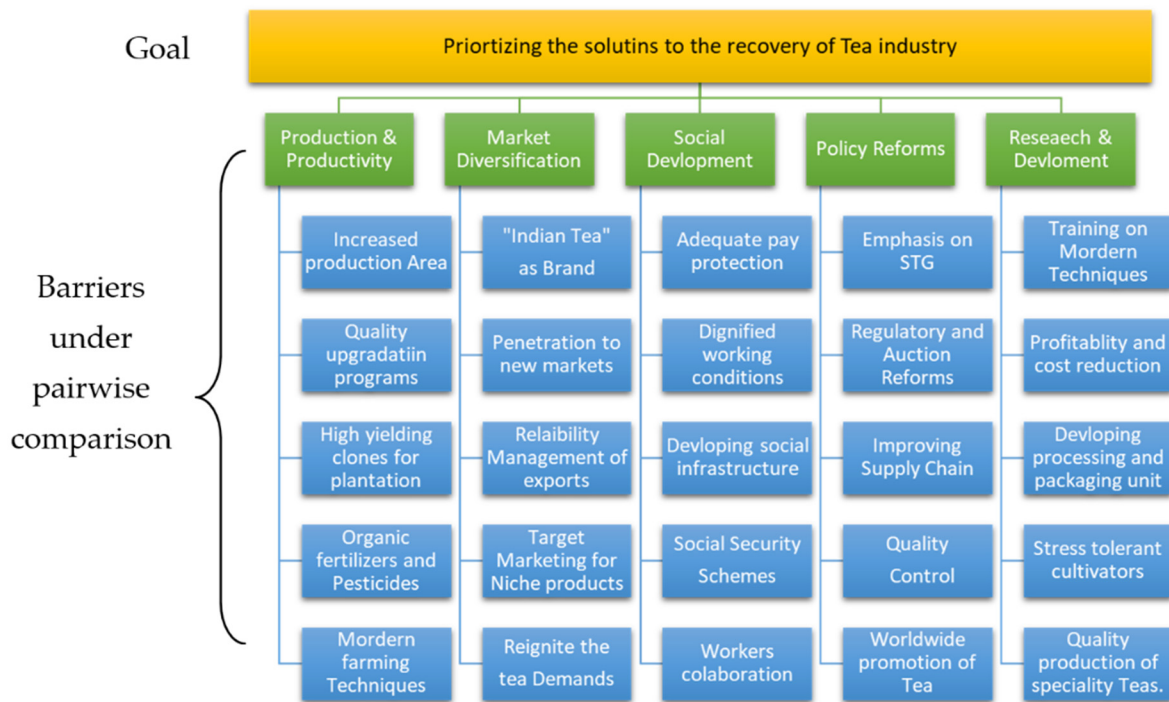 Goal
Priortizing the solutins to the recovery of Tea industry
Barriers
under
pairwise
comparison
Production &
Productivity
Increased
production Area
Quality
upgradatiin
programs
High yielding
clones for
plantation
Organic
fertilizers and
Pesticides
Mordern
farming
Techniques
Market
Diversification
"Indian Tea"
as Brand
Penetration to
new markets
Relaibility
Management of
exports
Target
Marketing for
Niche products
Reignite the
tea Demands
Social
Devlopment
Adequate pay
protection
Dignified
working
conditions
Devloping social
infrastructure
Social Security
Schemes
Workers
colaboration
Policy Reforms
Emphasis on
STG
Regulatory and
Auction
Reforms
Improving
Supply Chain
Quality
Control
Worldwide
promotion of
Tea
Reseaech &
Devloment
Training on
Mordern
Techniques
Profitablity and
cost reduction
Devloping
processing and
packaging unit
Stress tolerant
cultivators
Quality
production of
speciality Teas.